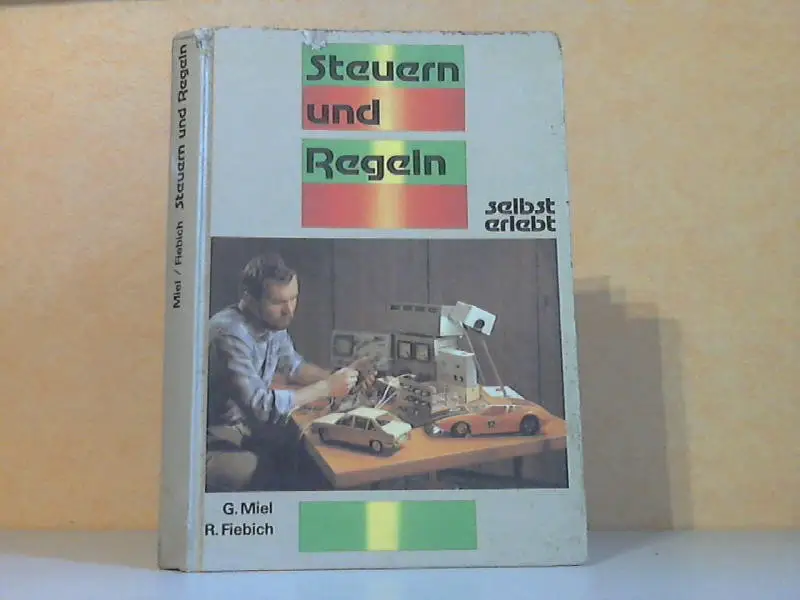 Miel / Fiebich Steuern und Regeln
Steuern
und
Regeln
selbst
erlebt
G. Miel
R. Fiebich